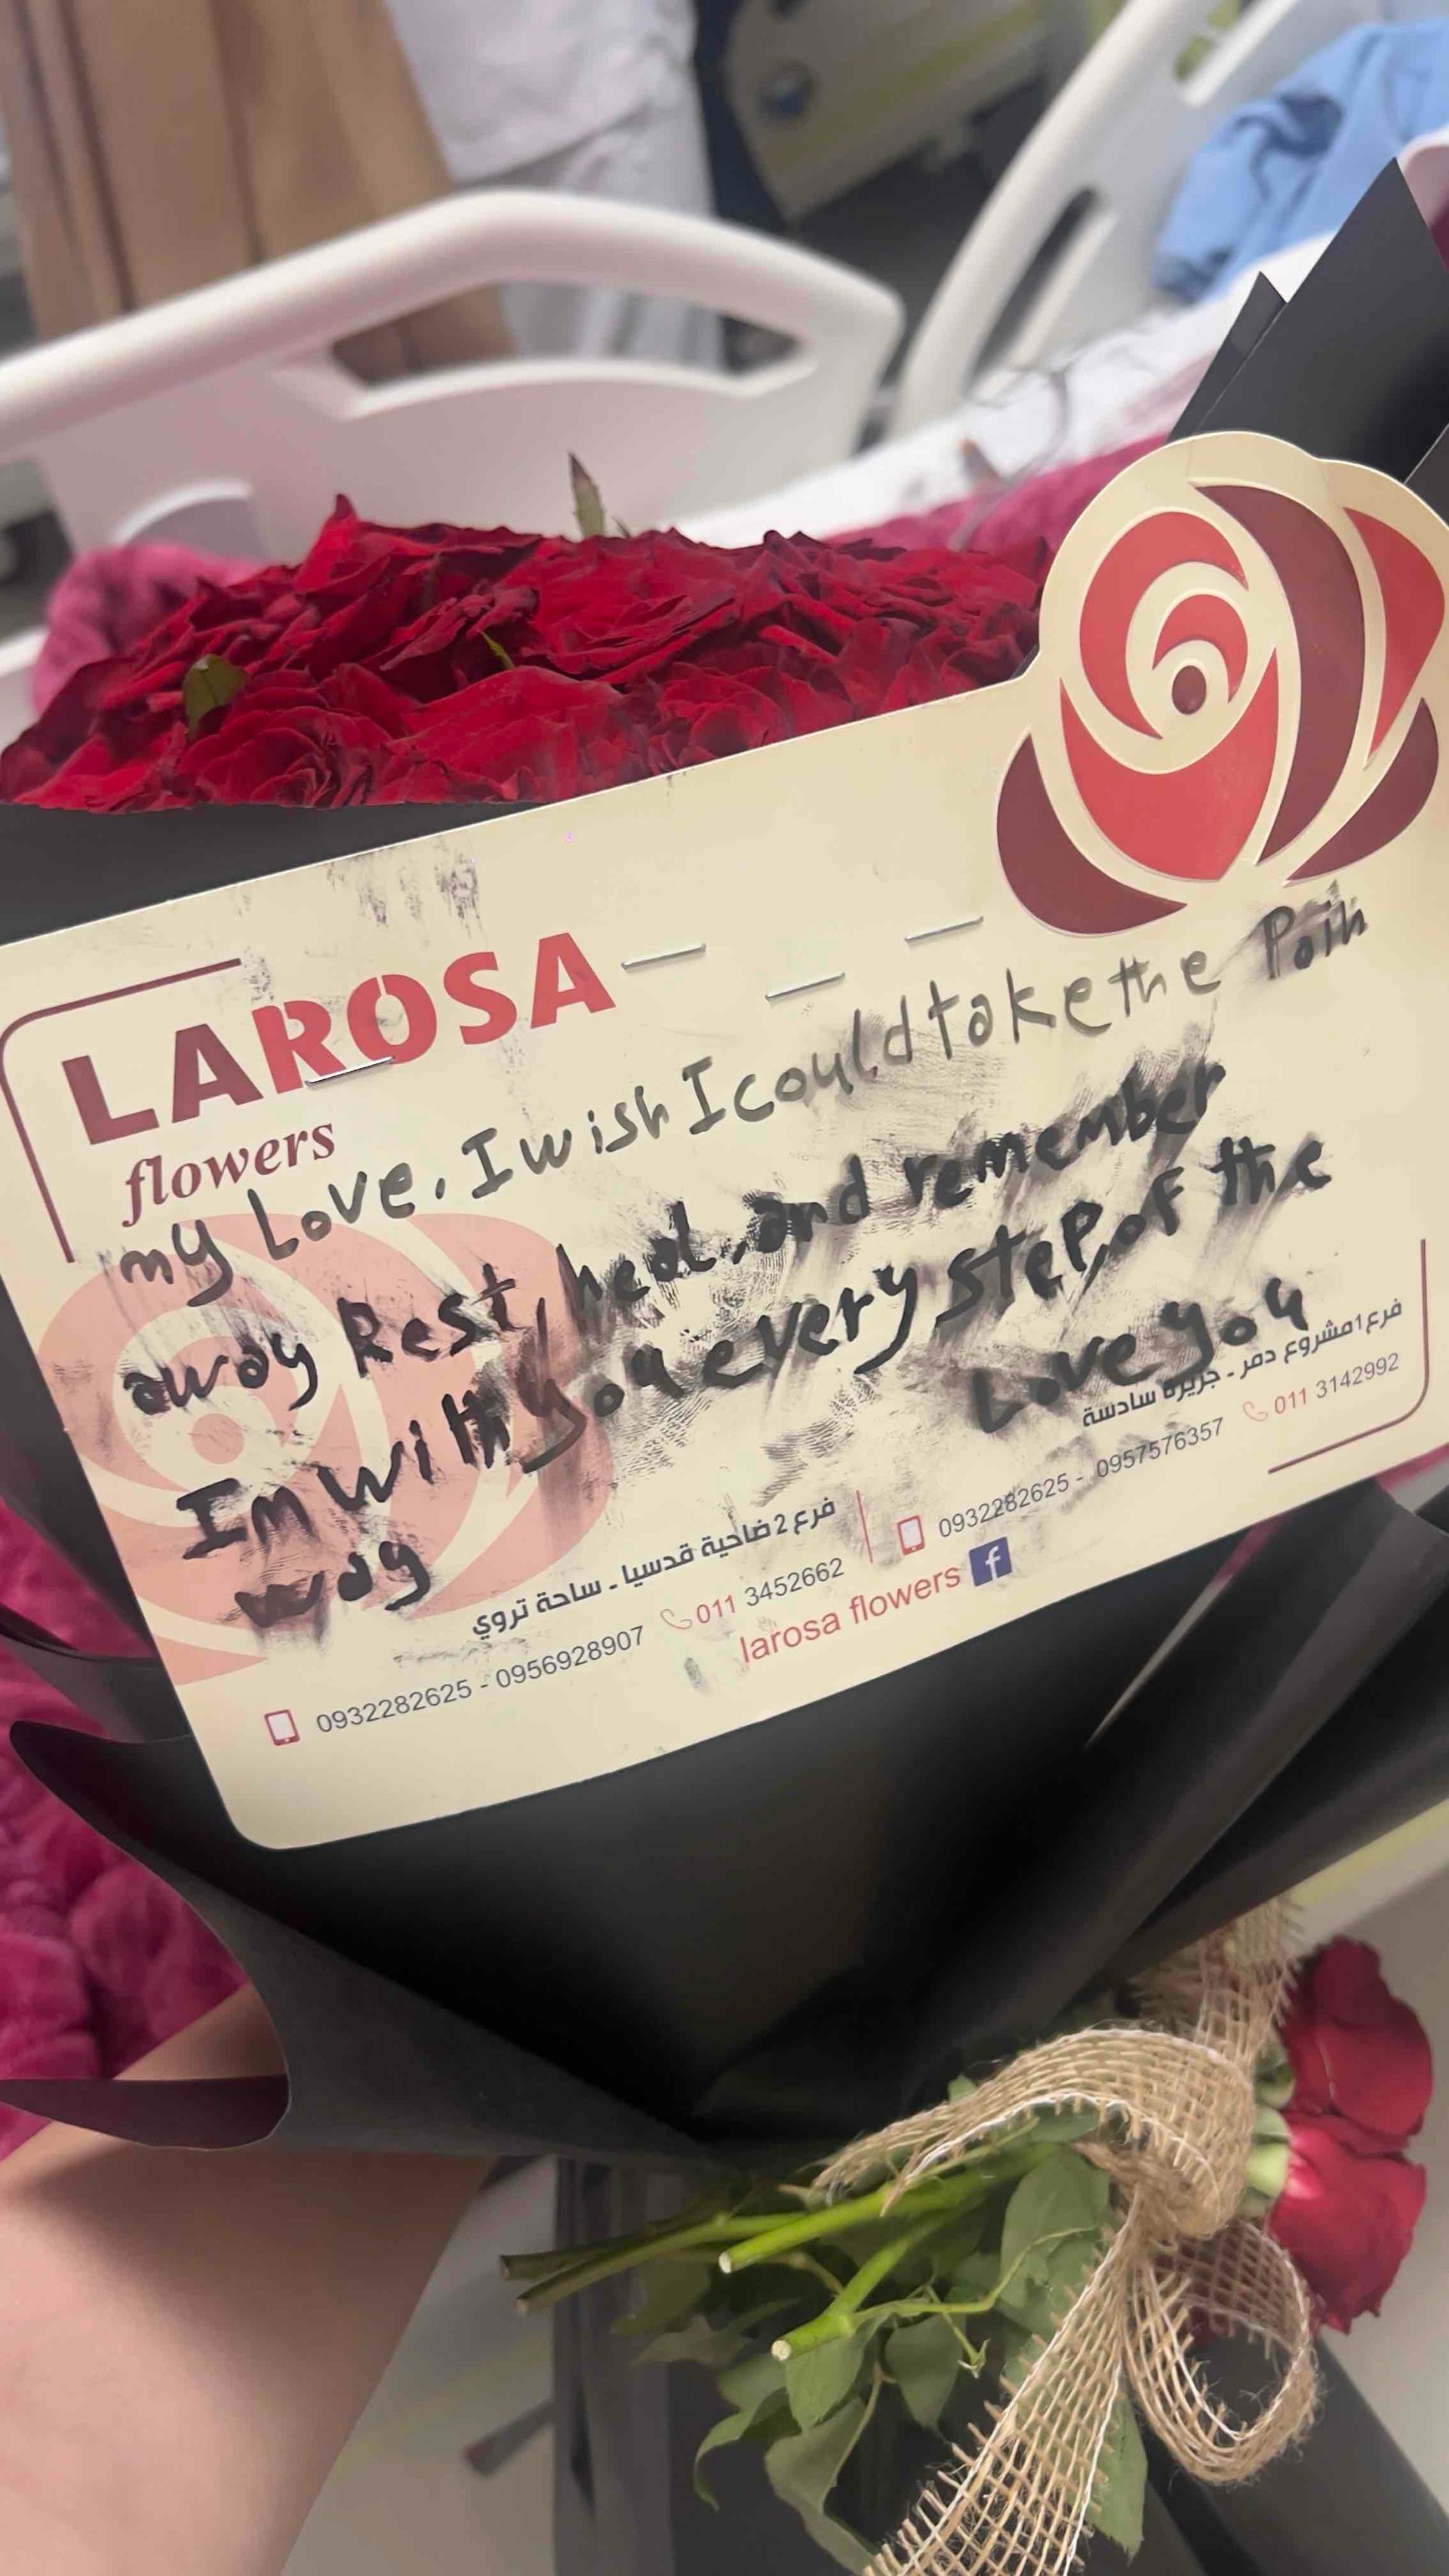 LAROSA
flowers
my Love. I wish I could take the Pain
away Rest, heal, and remember
Im with you every step, of the
way
Love you
فرع 1 مشروع دمر - جزيرة سادسة
011 3142992
0932282625 - 0957576357
فرع 2 ضاحية قدسيا - ساحة تروي
011 3452662
0932282625 - 0956928907
larosa flowers f